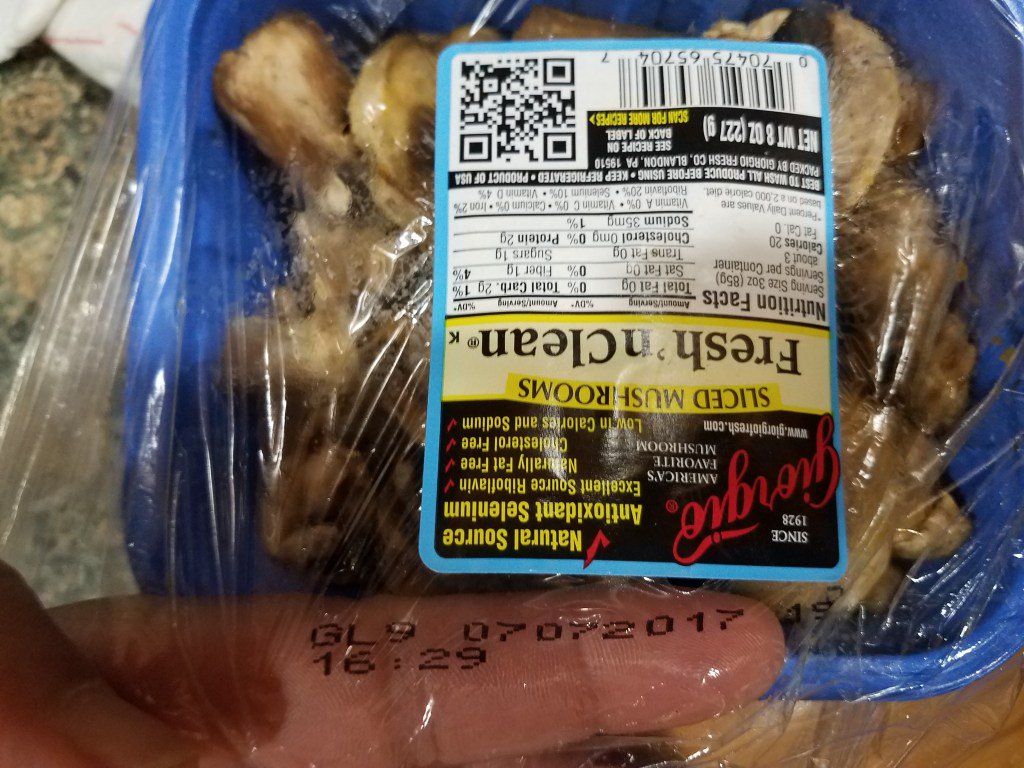 SINCE
1928
Giorgio®
AMERICA'S
FAVORITE
MUSHROOM
www.giorgiofresh.com
Natural Source
Antioxidant Selenium
Excellent Source Riboflavin
Naturally Fat Free
Cholesterol Free
Low in Calories and Sodium
SLICED MUSHROOMS
Fresh'nClean® K
Nutrition Facts
Serving Size 3oz (85g)
Servings per Container
about 3
Calories 20
Fat Cal. 0
*Percent Daily Values are
based on a 2,000 calorie diet.
Amount/Serving %DV* Amount/Serving %DV*
Total Fat 0g 0% Total Carb. 2g 1%
Sat Fat 0g 0% Fiber 1g 4%
Trans Fat 0g Sugars 1g
Cholesterol 0mg 0% Protein 2g
Sodium 35mg 1%
Vitamin A 0% • Vitamin C 0% • Calcium 0% • Iron 2%
Riboflavin 20% • Selenium 10% • Vitamin D 4%
BEST TO WASH ALL PRODUCE BEFORE USING • KEEP REFRIGERATED • PRODUCT OF USA
PACKED BY GIORGIO FRESH CO. BLANDON, PA 19510
NET WT 8 OZ (227 g)
SEE RECIPE ON
BACK OF LABEL
SCAN FOR MORE RECIPES>
0 70475 65704 7
GL9 07072017 19
16:29